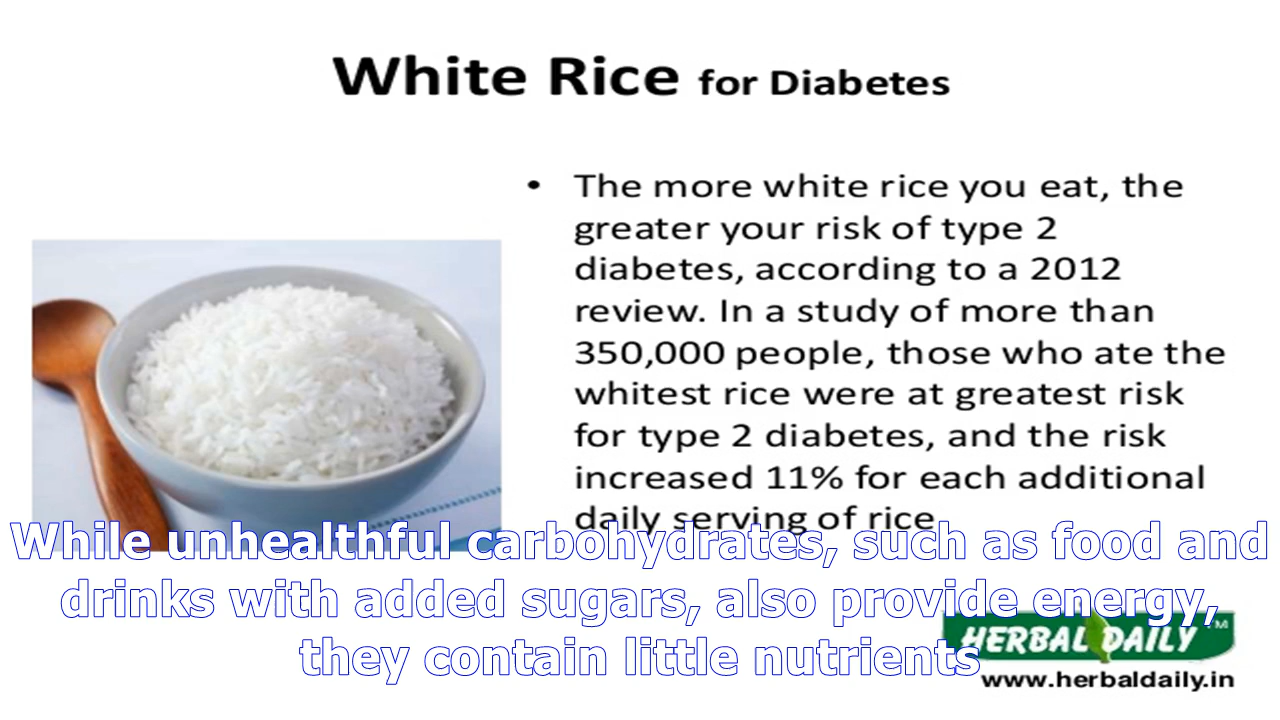 White Rice for Diabetes
• The more white rice you eat, the
greater your risk of type 2
diabetes, according to a 2012
review. In a study of more than
350,000 people, those who ate the
whitest rice were at greatest risk
for type 2 diabetes, and the risk
increased 11% for each additional
daily serving of rice
While unhealthful carbohydrates, such as food and
drinks with added sugars, also provide energy,
they contain little nutrients
HERBAL DAILY TM
www.herbaldaily.in